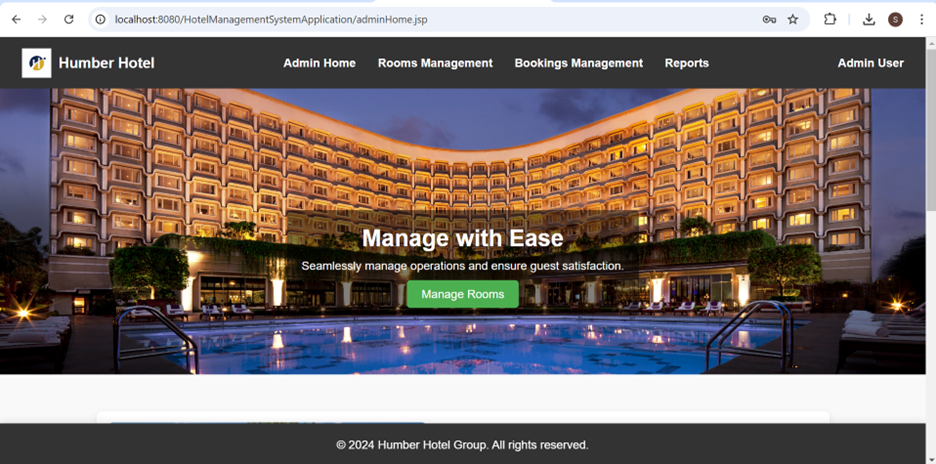 localhost:8080/HotelManagementSystemApplication/adminHome.jsp
S
Humber Hotel
Admin Home
Rooms Management
Bookings Management
Reports
Admin User
Manage with Ease
Seamlessly manage operations and ensure guest satisfaction.
Manage Rooms
© 2024 Humber Hotel Group. All rights reserved.